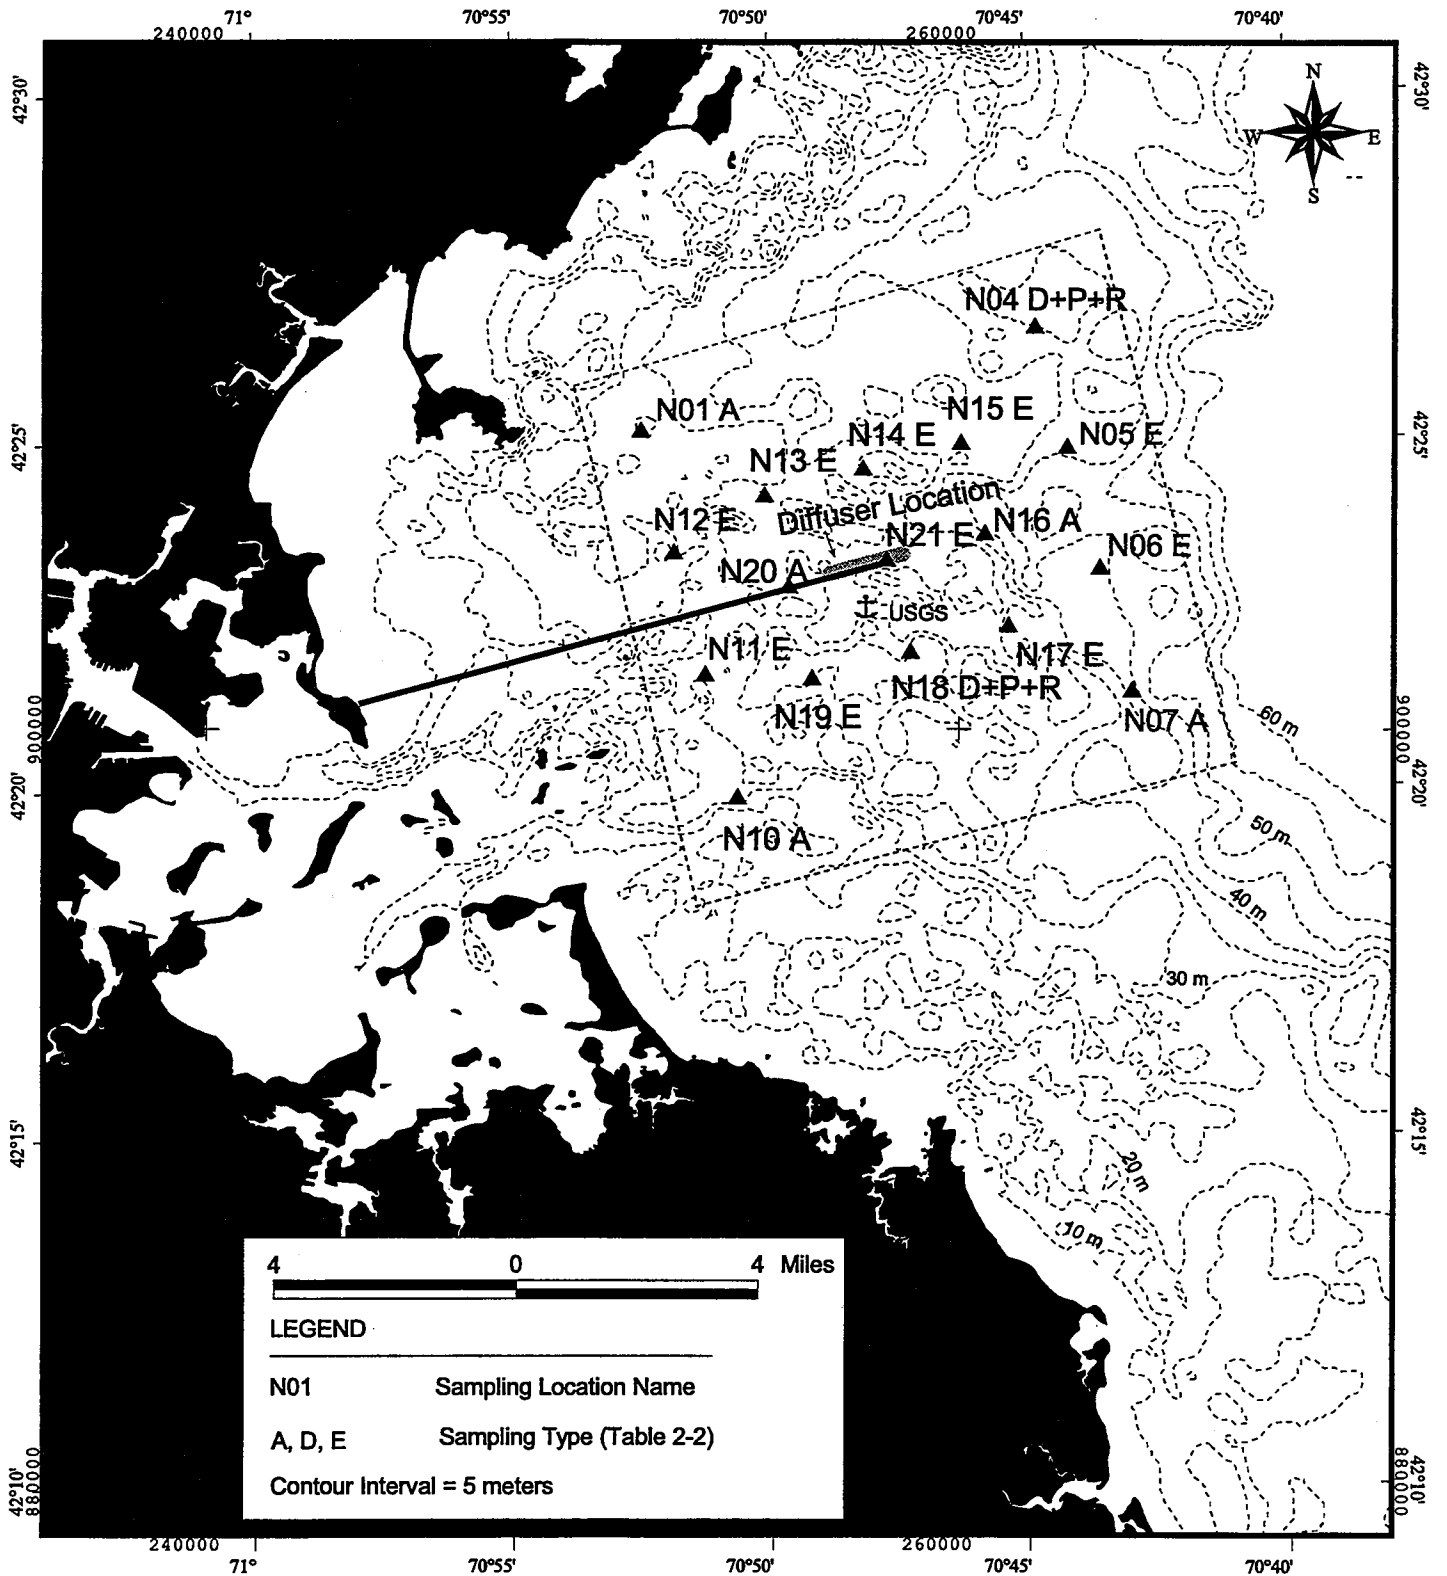 71° 70°55' 70°50' 70°45' 70°40'
240000 260000
42°30' 42°30'
N
W E
S
N04 D+P+R
N01 A
N15 E
N14 E
N05 E
42°25' 42°25'
N13 E
Diffuser Location
N12 E
N21 E
N16 A
N06 E
N20 A
USGS
N11 E
N17 E
N18 D+P+R
N19 E
N07 A
900000 900000
60 m
42°20' 42°20'
N10 A
50 m
40 m
30 m
42°15' 42°15'
20 m
10 m
4 0 4 Miles
LEGEND
N01 Sampling Location Name
A, D, E Sampling Type (Table 2-2)
Contour Interval = 5 meters
42°10' 42°10'
880000 880000
240000 260000
71° 70°55' 70°50' 70°45' 70°40'